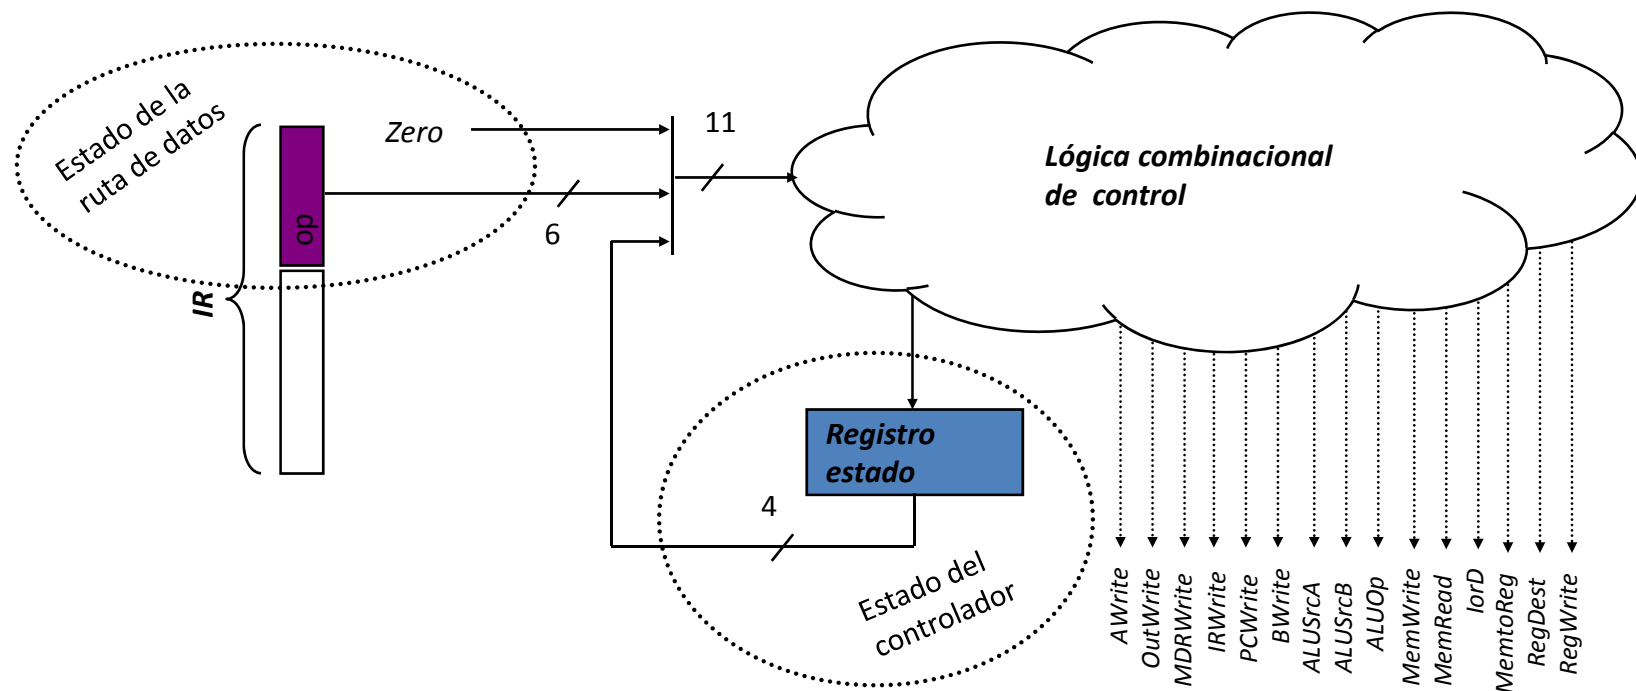 Estado de la
ruta de datos
Zero
11
op
6
IR
Lógica combinacional
de control
Registro
estado
4
Estado del
controlador
AWrite
OutWrite
MDRWrite
IRWrite
PCWrite
BWrite
ALUSrcA
ALUSrcB
ALUOp
MemWrite
MemRead
IorD
MemtoReg
RegDest
RegWrite